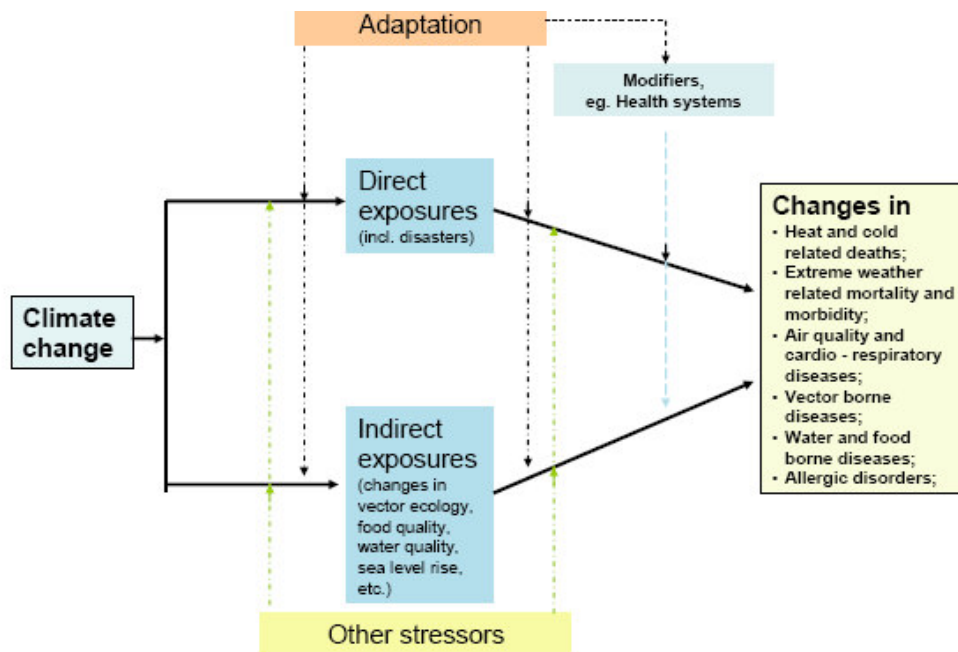 Adaptation
Modifiers,
eg. Health systems
Direct
exposures
(incl. disasters)
Changes in
· Heat and cold
related deaths;
· Extreme weather
related mortality and
morbidity;
· Air quality and
cardio - respiratory
diseases;
· Vector borne
diseases;
· Water and food
borne diseases;
· Allergic disorders;
Climate
change
Indirect
exposures
(changes in
vector ecology,
food quality,
water quality,
sea level rise,
etc.)
Other stressors